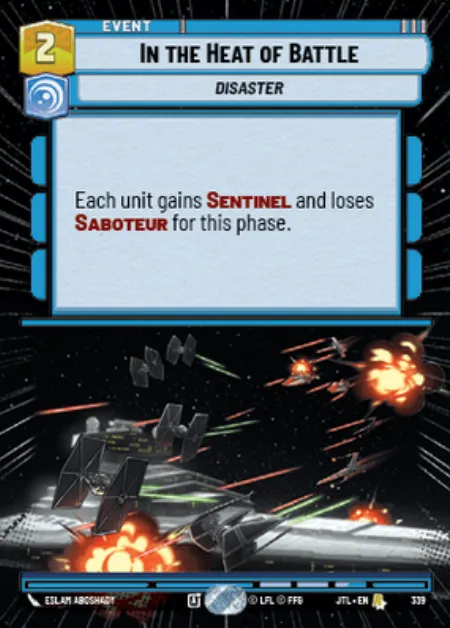 EVENT
2
IN THE HEAT OF BATTLE
DISASTER
Each unit gains SENTINEL and loses
SABOTEUR for this phase.
ESLAM ABOSHADY
© LFL © FFG
JTL • EN
339